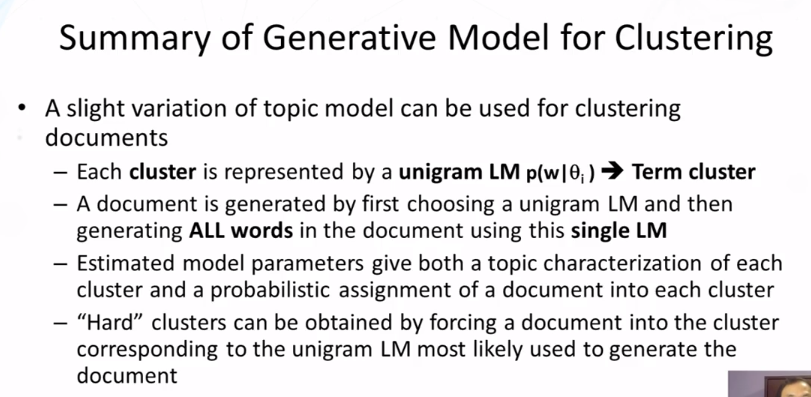 Summary of Generative Model for Clustering
• A slight variation of topic model can be used for clustering
documents
– Each cluster is represented by a unigram LM p(w|θi) ➔ Term cluster
– A document is generated by first choosing a unigram LM and then
generating ALL words in the document using this single LM
– Estimated model parameters give both a topic characterization of each
cluster and a probabilistic assignment of a document into each cluster
– “Hard” clusters can be obtained by forcing a document into the cluster
corresponding to the unigram LM most likely used to generate the
document